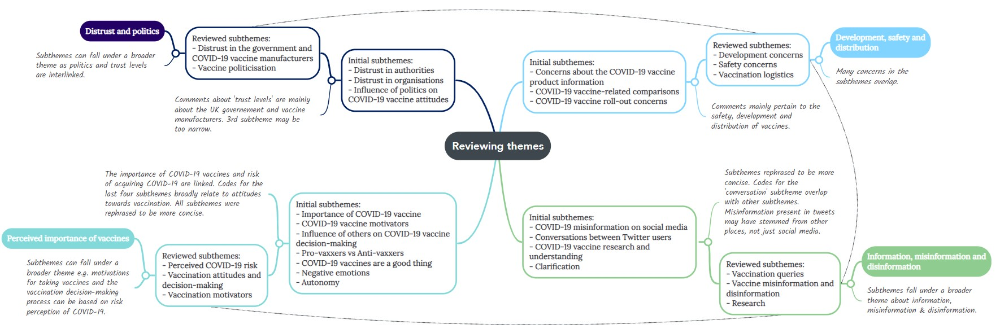 Distrust and politics
Subthemes can fall under a broader
theme as politics and trust levels
are interlinked.
Reviewed subthemes:
- Distrust in the government and
COVID-19 vaccine manufacturers
- Vaccine politicisation
Comments about 'trust levels' are mainly
about the UK governement and vaccine
manufacturers. 3rd subtheme may be
too narrow.
Initial subthemes:
- Distrust in authorities
- Distrust in organisations
- Influence of politics on
COVID-19 vaccine attitudes
Initial subthemes:
- Concerns about the COVID-19 vaccine
product information
- COVID-19 vaccine-related comparisons
- COVID-19 vaccine roll-out concerns
Reviewed subthemes:
- Development concerns
- Safety concerns
- Vaccination logistics
Comments mainly pertain to the
safety, development and
distribution of vaccines.
Development, safety and
distribution
Many concerns in the
subthemes overlap.
Reviewing themes
The importance of COVID-19 vaccines and risk
of acquiring COVID-19 are linked. Codes for the
last four subthemes broadly relate to attitudes
towards vaccination. All subthemes were
rephrased to be more concise.
Perceived importance of vaccines
Subthemes can fall under a
broader theme e.g. motivations
for taking vaccines and the
vaccination decision-making
process can be based on risk
perception of COVID-19.
Reviewed subthemes:
- Perceived COVID-19 risk
- Vaccination attitudes and
decision-making
- Vaccination motivators
Initial subthemes:
- Importance of COVID-19 vaccine
- COVID-19 vaccine motivators
- Influence of others on COVID-19 vaccine
decision-making
- Pro-vaxxers vs Anti-vaxxers
- COVID-19 vaccines are a good thing
- Negative emotions
- Autonomy
Initial subthemes:
- COVID-19 misinformation on social media
- Conversations between Twitter users
- COVID-19 vaccine research and
understanding
- Clarification
Subthemes rephrased to be more
concise. Codes for the
'conversation' subtheme overlap
with other subthemes.
Misinformation present in tweets
may have stemmed from other
places, not just social media.
Reviewed subthemes:
- Vaccination queries
- Vaccine misinformation and
disinformation
- Research
Information, misinformation and
disinformation
Subthemes fall under a broader
theme about information,
misinformation & disinformation.